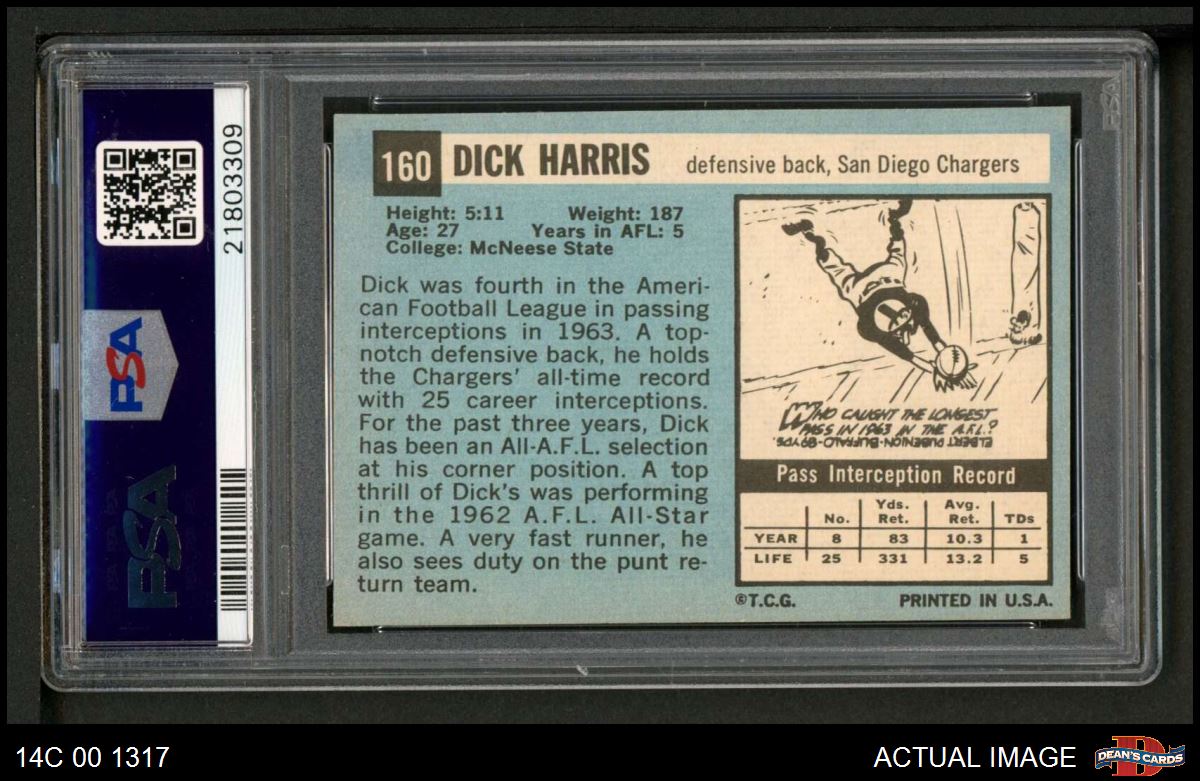 PSA
21803309
PSA
PSA
160 DICK HARRIS defensive back, San Diego Chargers
Height: 5:11 Weight: 187
Age: 27 Years in AFL: 5
College: McNeese State
Dick was fourth in the Ameri-
can Football League in passing
interceptions in 1963. A top-
notch defensive back, he holds
the Chargers' all-time record
with 25 career interceptions.
For the past three years, Dick
has been an All-A.F.L. selection
at his corner position. A top
thrill of Dick's was performing
in the 1962 A.F.L. All-Star
game. A very fast runner, he
also sees duty on the punt re-
turn team.
WHO CAUGHT THE LONGEST
PASS IN 1963 IN THE A.F.L.?
ELBERT DUBENION-BUFFALO-89 YDS.
Pass Interception Record
No. Yds. Ret. Avg. Ret. TDs
YEAR 8 83 10.3 1
LIFE 25 331 13.2 5
©T.C.G. PRINTED IN U.S.A.
14C 00 1317 ACTUAL IMAGE DEAN'S CARDS